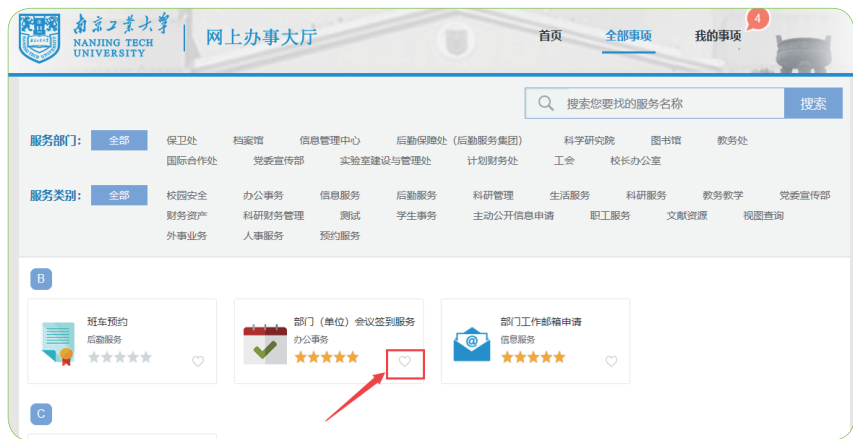 南京工业大学
NANJING TECH
UNIVERSITY
网上办事大厅
首页 全部事项 我的事项 4
搜索您要找的服务名称 搜索
服务部门： 全部 保卫处 档案馆 信息管理中心 后勤保障处（后勤服务集团） 科学研究院 图书馆 教务处
国际合作处 党委宣传部 实验室建设与管理处 计划财务处 工会 校长办公室
服务类别： 全部 校园安全 办公事务 信息服务 后勤服务 科研管理 生活服务 科研服务 教务教学 党委宣传部
财务资产 科研财务管理 测试 学生事务 主动公开信息申请 职工服务 文献资源 视图查询
外事业务 人事服务 预约服务
B
班车预约 部门（单位）会议签到服务 部门工作邮箱申请
后勤服务 办公事务 信息服务
C